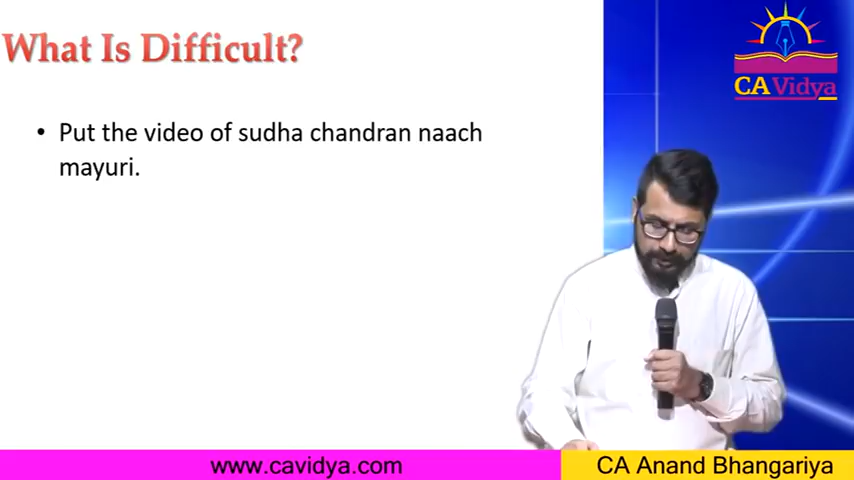 What Is Difficult?
CA Vidya
• Put the video of sudha chandran naach
mayuri.
www.cavidya.com
CA Anand Bhangariya